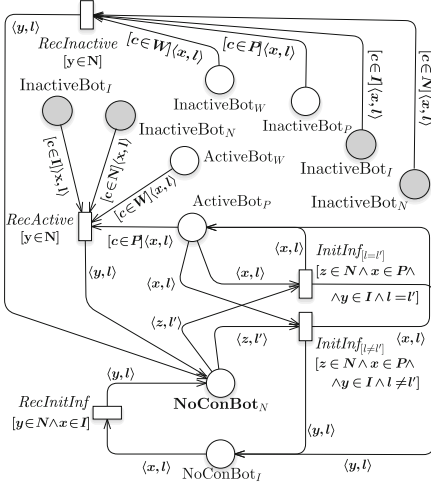 ⟨y,l⟩
RecInactive
[y∈N]
[c∈W]⟨x,l⟩
[c∈P]⟨x,l⟩
[c∈I]⟨x,l⟩
[c∈N]⟨x,l⟩
InactiveBot_I
InactiveBot_W
InactiveBot_N
InactiveBot_P
InactiveBot_I
InactiveBot_N
[c∈I]⟩x,l⟩
[c∈N]⟨x,l⟩
[c∈W]⟨x,l⟩
ActiveBot_W
ActiveBot_P
RecActive
[y∈N]
[c∈P]⟨x,l⟩
⟨y,l⟩
⟨x,l⟩
⟨x,l⟩
⟨x,l⟩
InitInf_[l=l′]
[z∈N∧x∈P∧
∧y∈I∧l=l′]
⟨z,l′⟩
⟨z,l′⟩
⟨x,l⟩
InitInf_[l≠l′]
[z∈N∧x∈P∧
∧y∈I∧l≠l′]
⟨y,l⟩
NoConBot_N
RecInitInf
[y∈N∧x∈I]
⟨y,l⟩
⟨x,l⟩
NoConBot_I
⟨y,l⟩